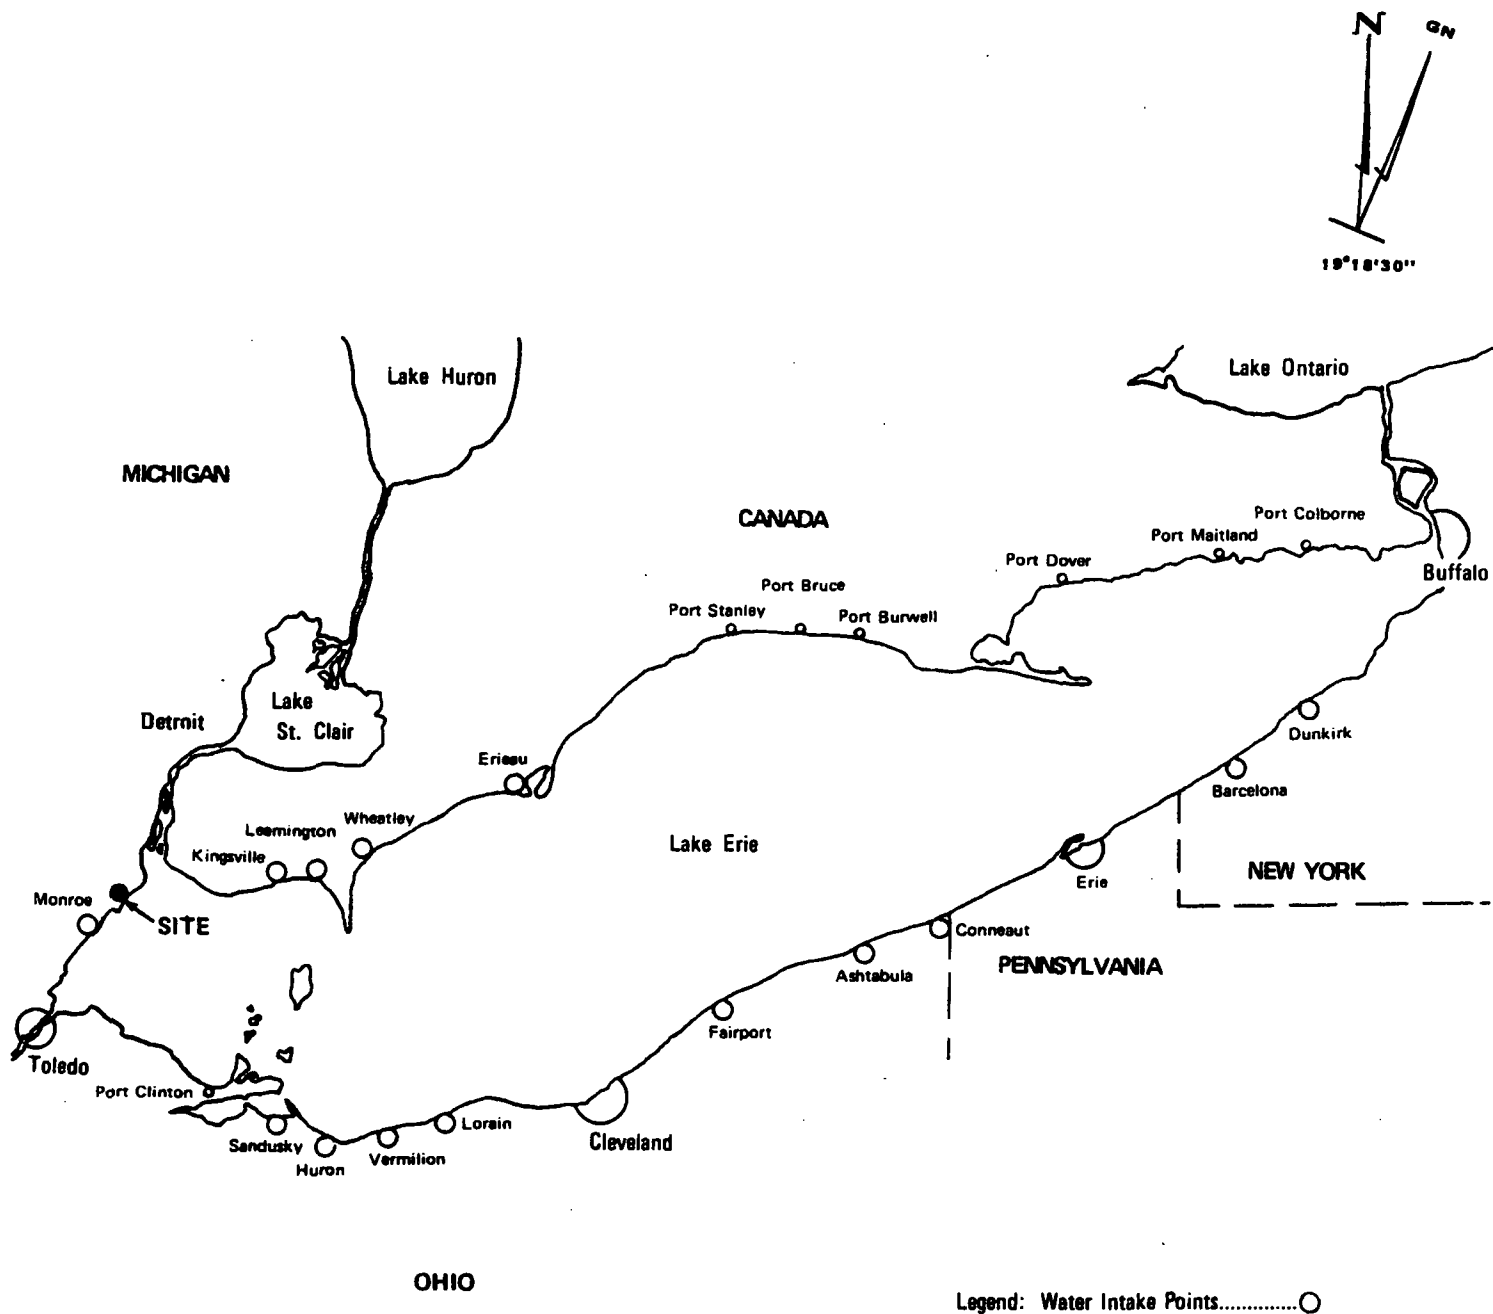 N
GN
19°18'30"
Lake Huron
Lake Ontario
MICHIGAN
CANADA
Port Colborne
Port Maitland
Port Dover
Buffalo
Port Bruce
Port Stanley
Port Burwell
Lake
St. Clair
Detroit
Dunkirk
Erieau
Barcelona
Wheatley
Leamington
Kingsville
Lake Erie
NEW YORK
Erie
Monroe
SITE
Conneaut
PENNSYLVANIA
Ashtabula
Fairport
Toledo
Port Clinton
Lorain
Sandusky
Vermilion
Huron
Cleveland
OHIO
Legend: Water Intake Points..............